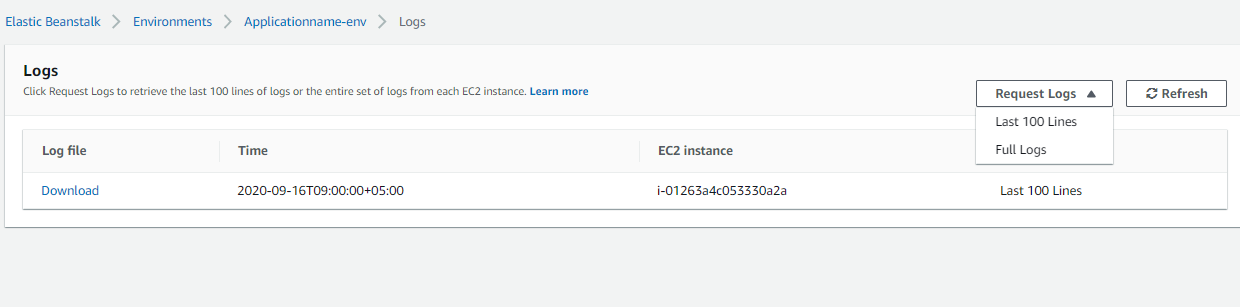 Elastic Beanstalk > Environments > Applicationname-env > Logs
Logs
Click Request Logs to retrieve the last 100 lines of logs or the entire set of logs from each EC2 instance. Learn more
Request Logs ▲ Refresh
Last 100 Lines
Full Logs
Log file Time EC2 instance
Download 2020-09-16T09:00:00+05:00 i-01263a4c053330a2a Last 100 Lines